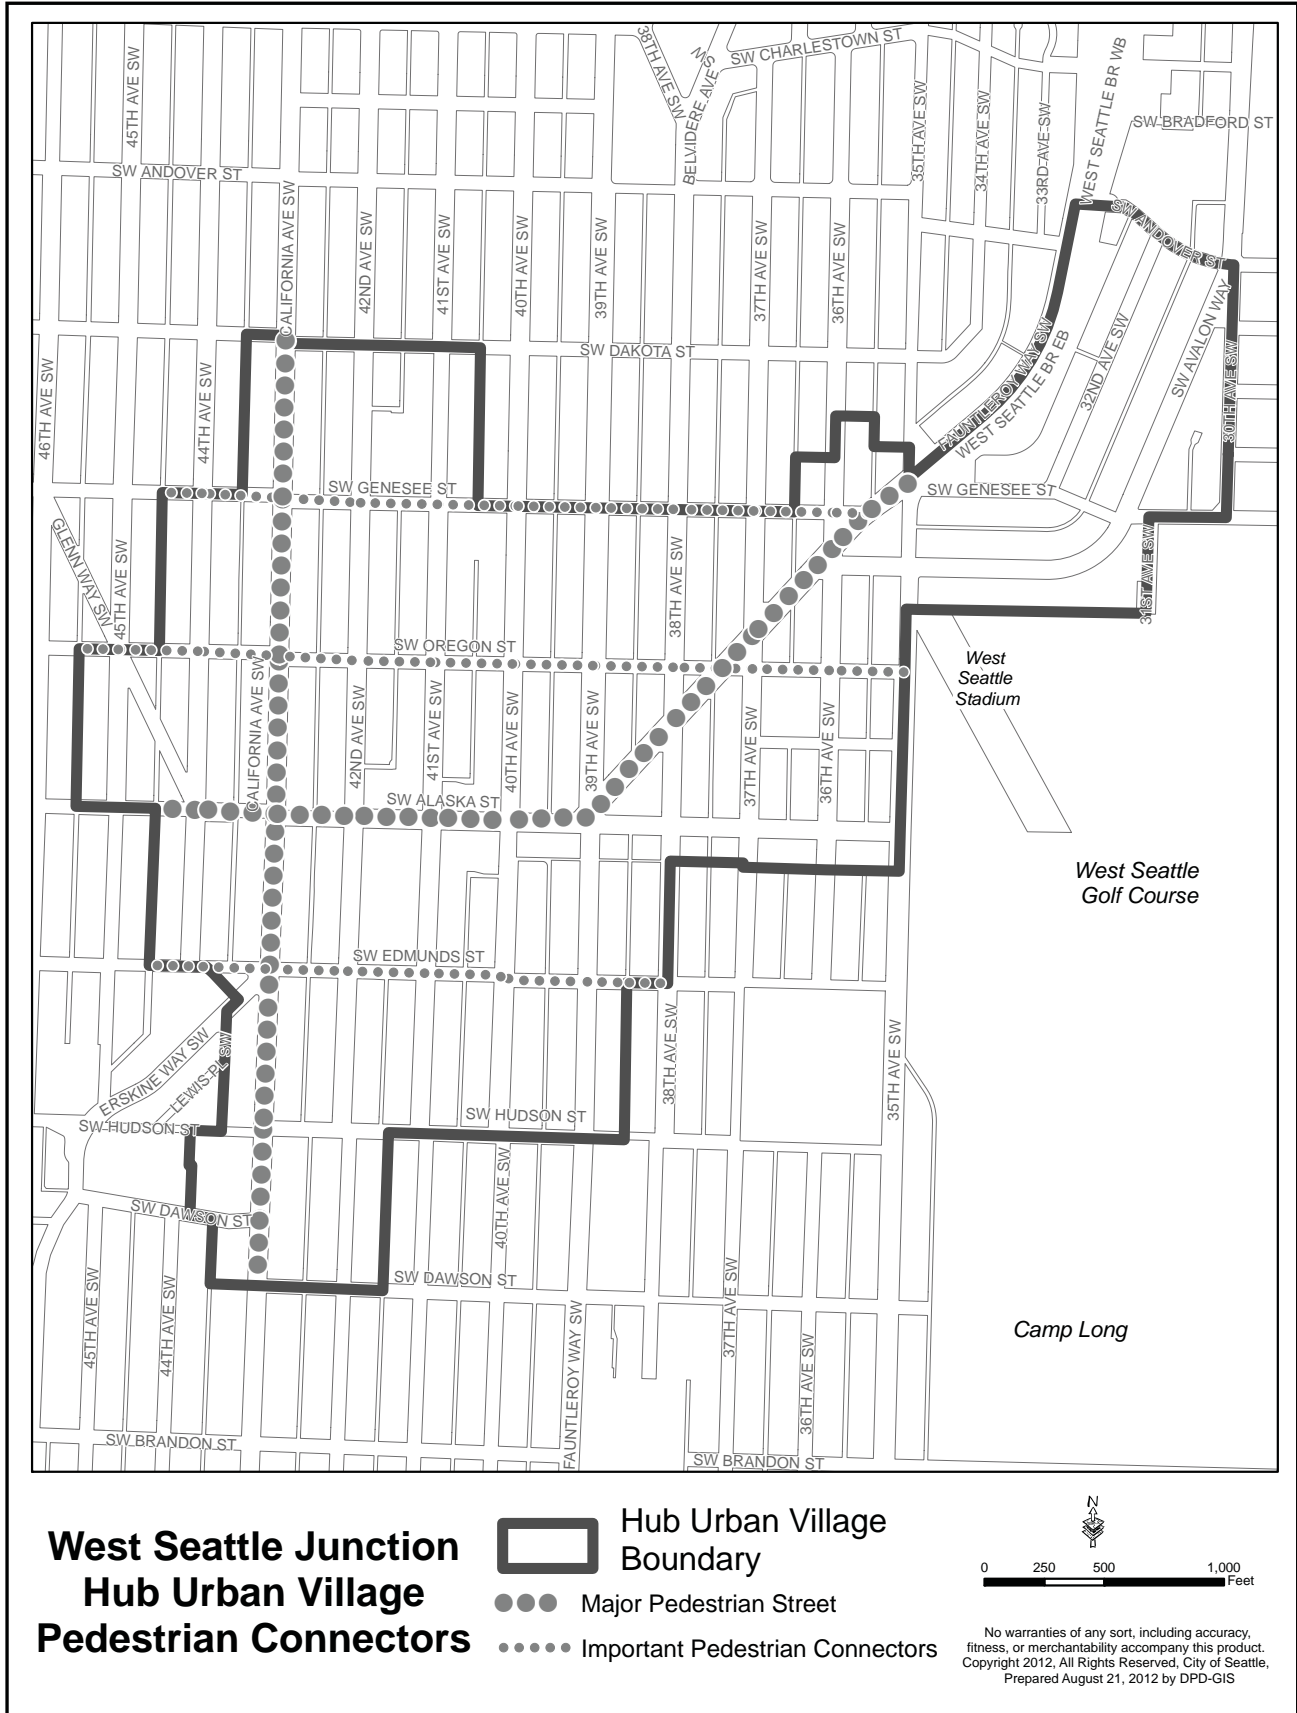 38TH AVE SW
BELVIDERE AVE SW
SW CHARLESTOWN ST
45TH AVE SW
35TH AVE SW
34TH AVE SW
33RD AVE SW
WEST SEATTLE BR WB
SW BRADFORD ST
SW ANDOVER ST
CALIFORNIA AVE SW
42ND AVE SW
41ST AVE SW
40TH AVE SW
39TH AVE SW
37TH AVE SW
36TH AVE SW
SW ANDOVER ST
SW AVALON WAY
32ND AVE SW
30TH AVE SW
FAUNTLEROY WAY SW
WEST SEATTLE BR EB
46TH AVE SW
44TH AVE SW
SW DAKOTA ST
SW GENESEE ST
SW GENESEE ST
GLENN WAY SW
45TH AVE SW
38TH AVE SW
31ST AVE SW
SW OREGON ST
West
Seattle
Stadium
CALIFORNIA AVE SW
42ND AVE SW
41ST AVE SW
40TH AVE SW
39TH AVE SW
37TH AVE SW
36TH AVE SW
SW ALASKA ST
West Seattle
Golf Course
SW EDMUNDS ST
ERSKINE WAY SW
LEWIS PL SW
38TH AVE SW
35TH AVE SW
SW HUDSON ST
SW HUDSON ST
40TH AVE SW
SW DAWSON ST
SW DAWSON ST
45TH AVE SW
44TH AVE SW
FAUNTLEROY WAY SW
37TH AVE SW
36TH AVE SW
Camp Long
SW BRANDON ST
SW BRANDON ST
West Seattle Junction
Hub Urban Village
Pedestrian Connectors
Hub Urban Village
Boundary
Major Pedestrian Street
Important Pedestrian Connectors
N
0 250 500 1,000
Feet
No warranties of any sort, including accuracy,
fitness, or merchantability accompany this product.
Copyright 2012, All Rights Reserved, City of Seattle,
Prepared August 21, 2012 by DPD-GIS